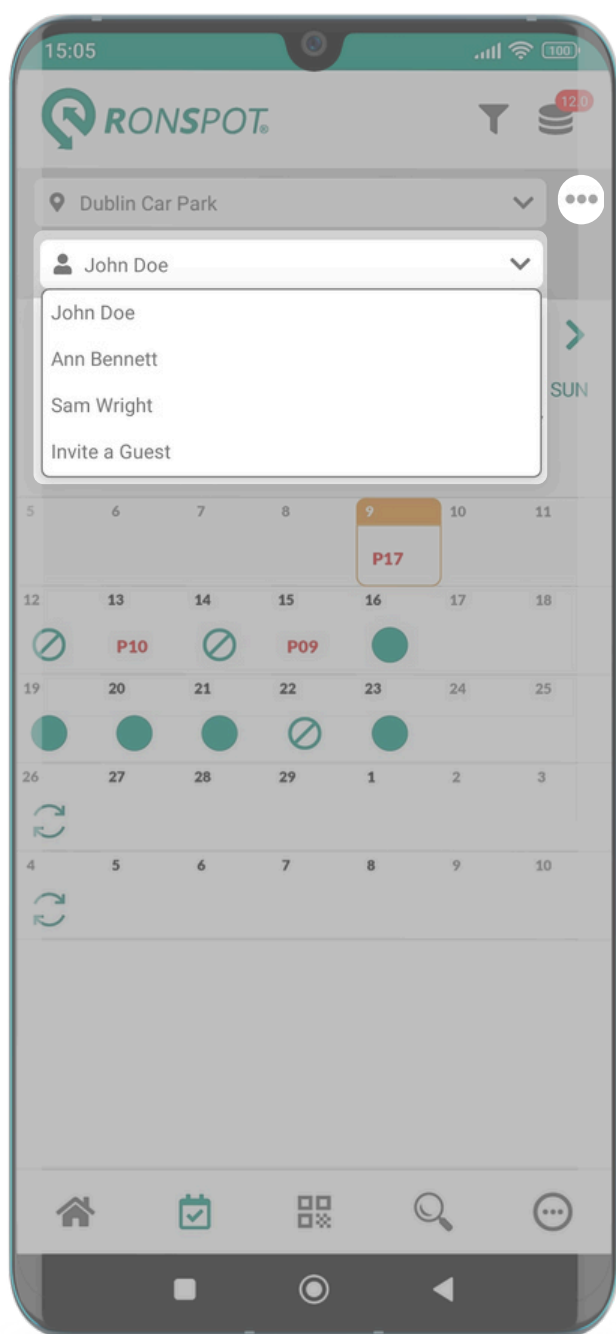 15:05
100
RONSPOT®
12.0
Dublin Car Park
John Doe
John Doe
Ann Bennett
SUN
Sam Wright
Invite a Guest
5 6 7 8 9 10 11
P17
12 13 14 15 16 17 18
P10 P09
19 20 21 22 23 24 25
26 27 28 29 1 2 3
4 5 6 7 8 9 10